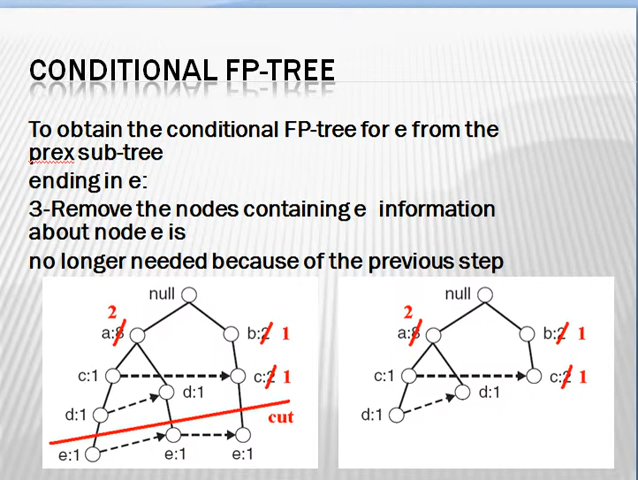 CONDITIONAL FP-TREE
To obtain the conditional FP-tree for e from the
prex sub-tree
ending in e:
3-Remove the nodes containing e information
about node e is
no longer needed because of the previous step
null
2
a:8
b:2 1
c:1
c:2 1
d:1
d:1
cut
e:1
e:1
e:1
null
2
a:8
b:2 1
c:1
c:2 1
d:1
d:1